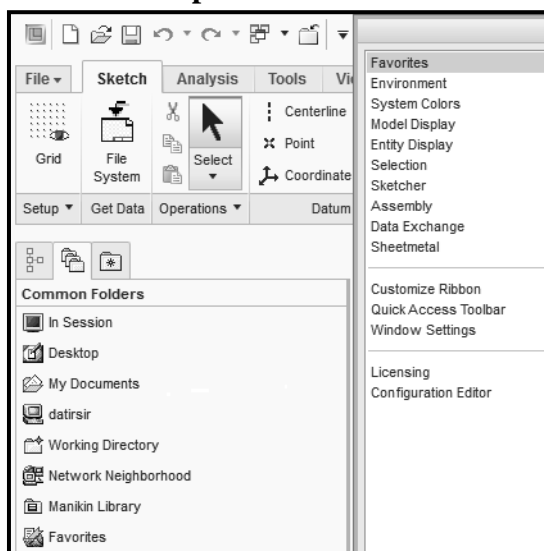 File Sketch Analysis Tools
Centerline
Point
Coordinate
Grid
File
System
Select
Setup Get Data Operations Datum
Common Folders
In Session
Desktop
My Documents
datirsir
Working Directory
Network Neighborhood
Manikin Library
Favorites
Favorites
Environment
System Colors
Model Display
Entity Display
Selection
Sketcher
Assembly
Data Exchange
Sheetmetal
Customize Ribbon
Quick Access Toolbar
Window Settings
Licensing
Configuration Editor